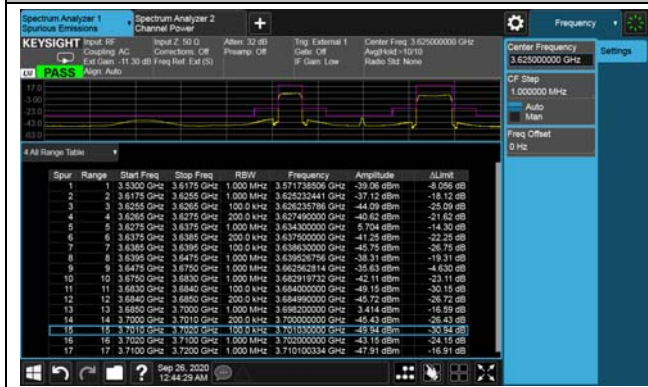 Spectrum Analyzer 1
Spurious Emissions
Spectrum Analyzer 2
Channel Power
Frequency
KEYSIGHT
Input: RF
Coupling: AC
Ext Gain: -11.30 dB
Align: Auto
Input Z: 50 Ω
Corrections: Off
Freq Ref: Ext (S)
Atten: 32 dB
Preamp: Off
Trig: External 1
Gate: Off
IF Gain: Low
Center Freq: 3.625000000 GHz
Avg|Hold:>10/10
Radio Std: None
LU PASS
Center Frequency
3.625000000 GHz
Settings
CF Step
1.000000 MHz
Auto
Man
Freq Offset
0 Hz
17.0
-3.00
-23.0
-43.0
-63.0
4 All Range Table
Spur Range Start Freq Stop Freq RBW Frequency Amplitude ΔLimit
1 1 3.5300 GHz 3.6175 GHz 1.000 MHz 3.571738506 GHz -39.06 dBm -8.056 dB
2 2 3.6175 GHz 3.6255 GHz 1.000 MHz 3.625232441 GHz -37.12 dBm -18.12 dB
3 3 3.6255 GHz 3.6265 GHz 100.0 kHz 3.626235786 GHz -44.09 dBm -25.09 dB
4 4 3.6265 GHz 3.6275 GHz 200.0 kHz 3.627490000 GHz -40.62 dBm -21.62 dB
5 5 3.6275 GHz 3.6375 GHz 1.000 MHz 3.634300000 GHz 5.704 dBm -14.30 dB
6 6 3.6375 GHz 3.6385 GHz 200.0 kHz 3.637500000 GHz -41.25 dBm -22.25 dB
7 7 3.6385 GHz 3.6395 GHz 100.0 kHz 3.638630000 GHz -45.75 dBm -26.75 dB
8 8 3.6395 GHz 3.6475 GHz 1.000 MHz 3.639526756 GHz -38.31 dBm -19.31 dB
9 9 3.6475 GHz 3.6750 GHz 1.000 MHz 3.662562814 GHz -35.63 dBm -4.630 dB
10 10 3.6750 GHz 3.6830 GHz 1.000 MHz 3.682919732 GHz -42.11 dBm -23.11 dB
11 11 3.6830 GHz 3.6840 GHz 100.0 kHz 3.684000000 GHz -49.15 dBm -30.15 dB
12 12 3.6840 GHz 3.6850 GHz 200.0 kHz 3.684990000 GHz -45.72 dBm -26.72 dB
13 13 3.6850 GHz 3.7000 GHz 1.000 MHz 3.698200000 GHz 3.414 dBm -16.59 dB
14 14 3.7000 GHz 3.7010 GHz 200.0 kHz 3.700000000 GHz -45.43 dBm -26.43 dB
15 15 3.7010 GHz 3.7020 GHz 100.0 kHz 3.701030000 GHz -49.94 dBm -30.94 dB
16 16 3.7020 GHz 3.7100 GHz 1.000 MHz 3.702000000 GHz -43.15 dBm -24.15 dB
17 17 3.7100 GHz 3.7200 GHz 1.000 MHz 3.710100334 GHz -47.91 dBm -16.91 dB
Sep 26, 2020
12:44:29 AM